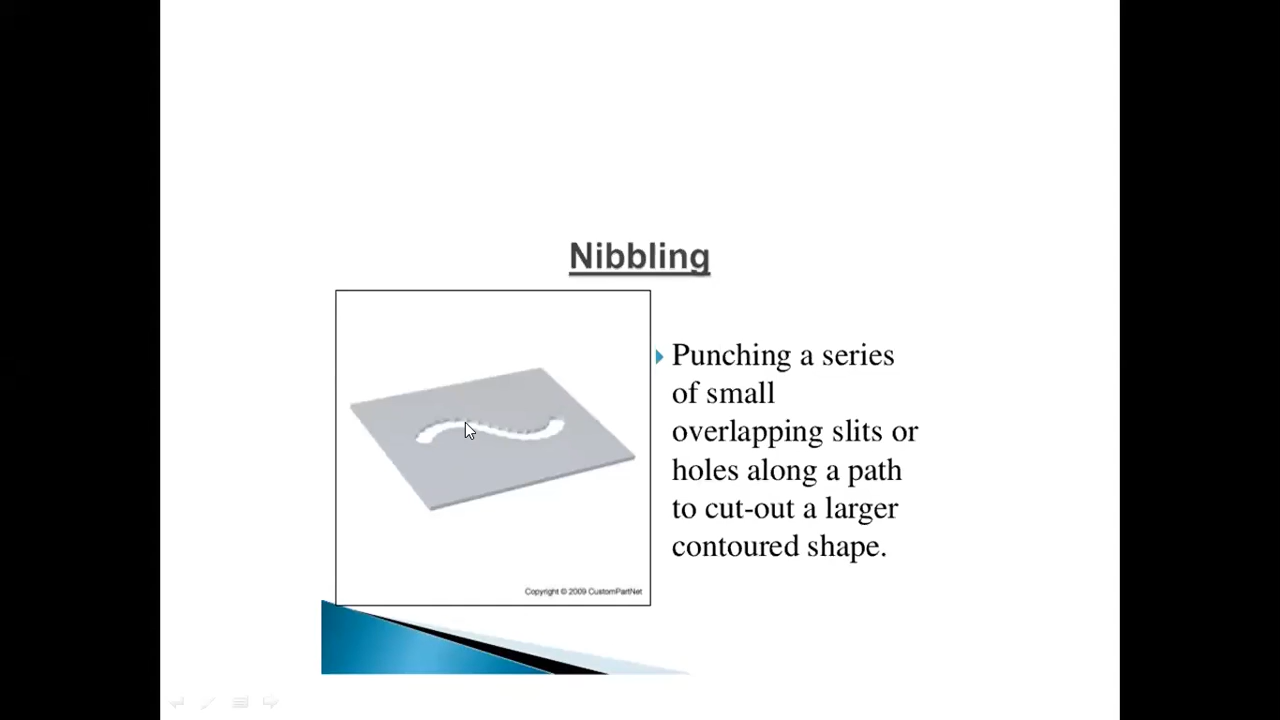 Nibbling
Punching a series
of small
overlapping slits or
holes along a path
to cut-out a larger
contoured shape.
Copyright © 2009 CustomPartNet